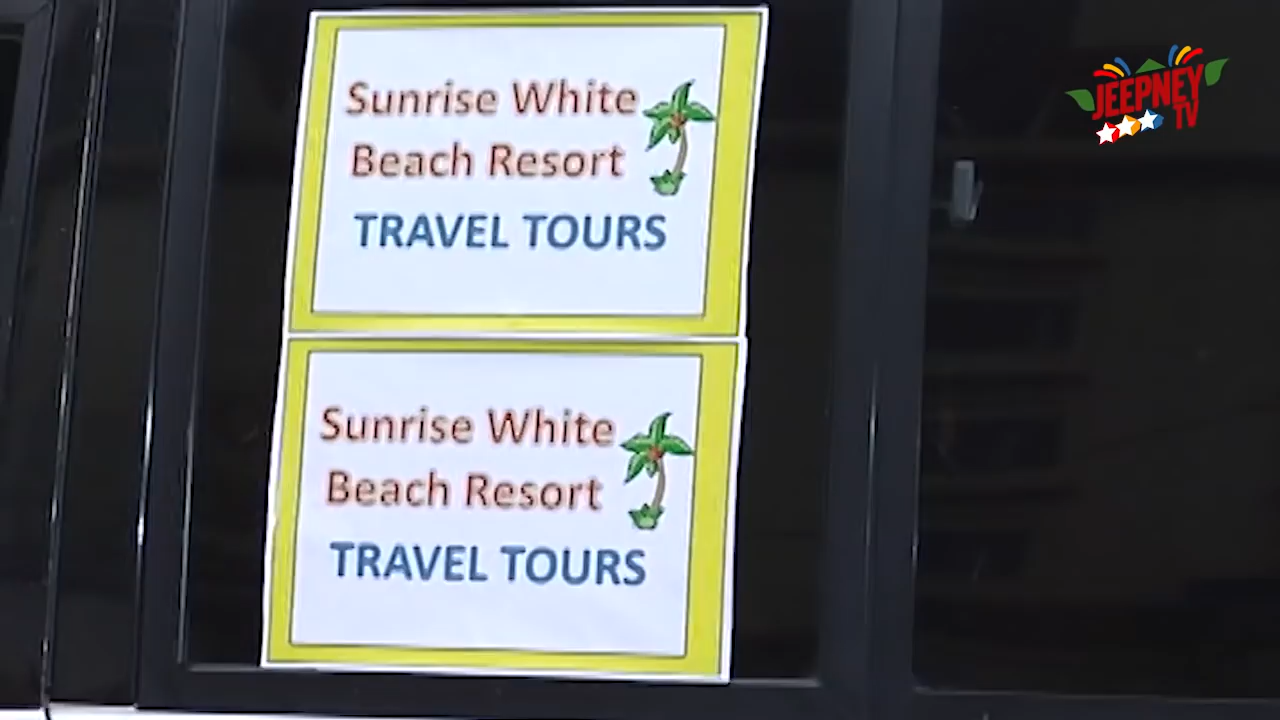 Sunrise White
Beach Resort
TRAVEL TOURS
Sunrise White
Beach Resort
TRAVEL TOURS
JEEPNEY
TV